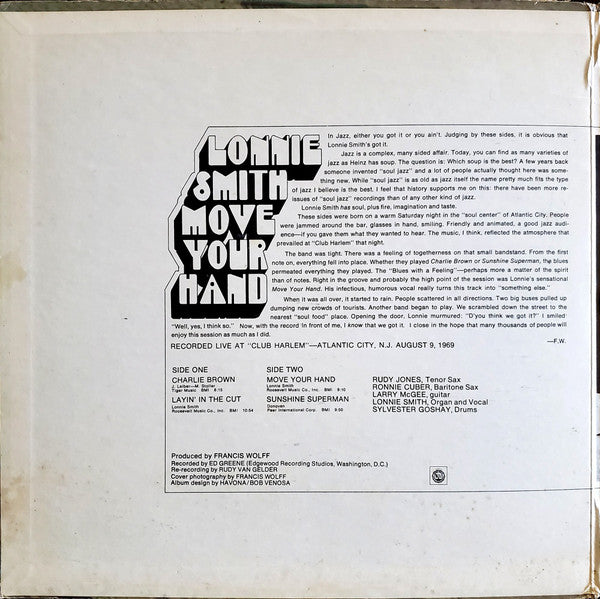 LONNIE
SMITH
MOVE
YOUR
HAND
In Jazz, either you got it or you ain't. Judging by these sides, it is obvious that
Lonnie Smith's got it.
Jazz is a complex, many sided affair. Today, you can find as many varieties
of jazz as Heinz has soup. The question is: Which soup is the best? A few years back
someone invented "soul jazz" and a lot of people actually thought here was some-
thing new. While "soul jazz" is as old as jazz itself the name pretty much fits the type
of jazz I believe is the best. I feel that history supports me on this: there have been more re-
issues of "soul jazz" recordings than of any other kind of jazz.
Lonnie Smith has soul, plus fire, imagination and taste.
These sides were born on a warm Saturday night in the "soul center" of Atlantic City. People
were jammed around the bar, glasses in hand, smiling. Friendly and animated, a good jazz audi-
ence—if you gave them what they wanted to hear. The music, I think, reflected the atmosphere that
prevailed at "Club Harlem" that night.
The band was tight. There was a feeling of togetherness on that small bandstand. From the first
note on, everything fell into place. Whether they played Charlie Brown or Sunshine Superman, the blues
permeated everything they played. The "Blues with a Feeling"—perhaps more a matter of the spirit
than of notes. Right in the groove and probably the high point of the session was Lonnie's sensational
Move Your Hand. His infectious, humorous vocal really turns this track into "something else."
When it was all over, it started to rain. People scattered in all directions. Two big buses pulled up
dumping new crowds of tourists. Another band began to play. We scrambled down the street to the
nearest "soul food" place. Opening the door, Lonnie murmured: "D'you think we got it?" I smiled
"Well, yes, I think so." Now, with the record in front of me, I know that we got it. I close in the hope that many thousands of people will
enjoy this session as much as I did.
—F.W.
RECORDED LIVE AT "CLUB HARLEM"—ATLANTIC CITY, N.J. AUGUST 9, 1969
SIDE ONE
CHARLIE BROWN
J. Leiber—M. Stoller
Tiger Music BMI 8:15
LAYIN' IN THE CUT
Lonnie Smith
Roosevelt Music Co., Inc. BMI 10:54
SIDE TWO
MOVE YOUR HAND
Lonnie Smith
Roosevelt Music Co., Inc. BMI 9:10
SUNSHINE SUPERMAN
Donovan
Peer International Corp. BMI 9:50
RUDY JONES, Tenor Sax
RONNIE CUBER, Baritone Sax
LARRY McGEE, guitar
LONNIE SMITH, Organ and Vocal
SYLVESTER GOSHAY, Drums
Produced by FRANCIS WOLFF
Recorded by ED GREENE (Edgewood Recording Studios, Washington, D.C.)
Re-recording by RUDY VAN GELDER
Cover photography by FRANCIS WOLFF
Album design by HAVONA/BOB VENOSA